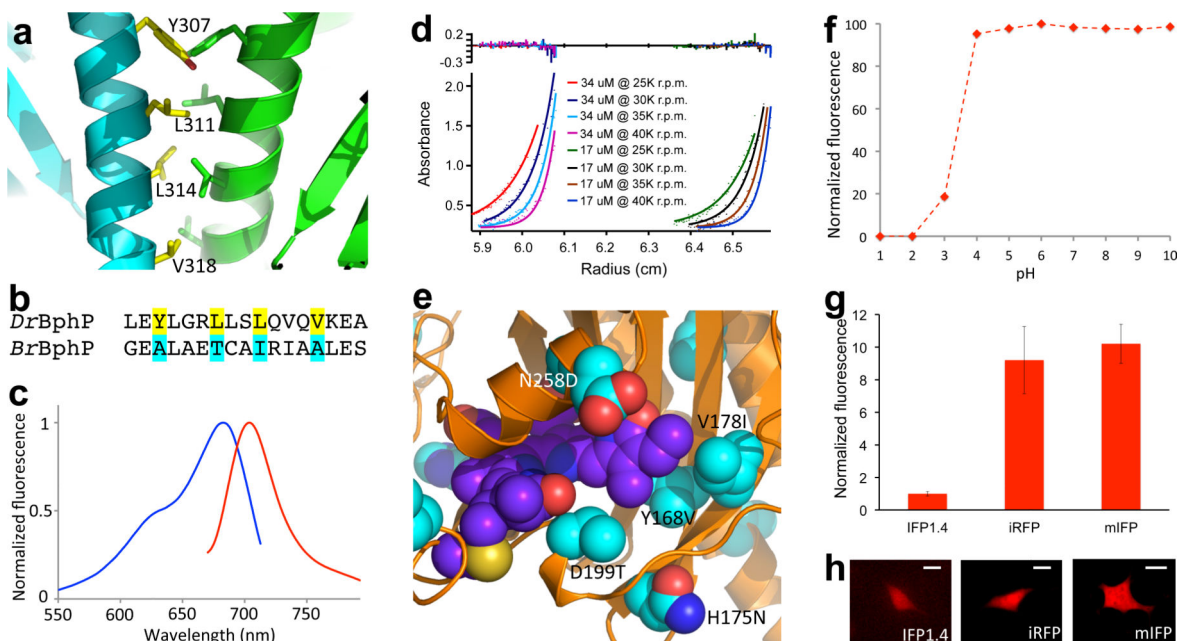 a
Y307
L311
L314
V318
b
DrBphP LEYLGRLLSLQVQVKEA
BrBphP GEALAETCAIRIAALES
c
Normalized fluorescence
1
0.5
0
550 600 650 700 750
Wavelength (nm)
d
0.2
-0.3
2.0
1.5
1.0
0.5
Absorbance
34 uM @ 25K r.p.m.
34 uM @ 30K r.p.m.
34 uM @ 35K r.p.m.
34 uM @ 40K r.p.m.
17 uM @ 25K r.p.m.
17 uM @ 30K r.p.m.
17 uM @ 35K r.p.m.
17 uM @ 40K r.p.m.
5.9 6.0 6.1 6.2 6.3 6.4 6.5
Radius (cm)
e
N258D
V178I
Y168V
D199T
H175N
f
Normalized fluorescence
100
80
60
40
20
0
1 2 3 4 5 6 7 8 9 10
pH
g
Normalized fluorescence
12
10
8
6
4
2
0
IFP1.4 iRFP mIFP
h
IFP1.4
iRFP
mIFP